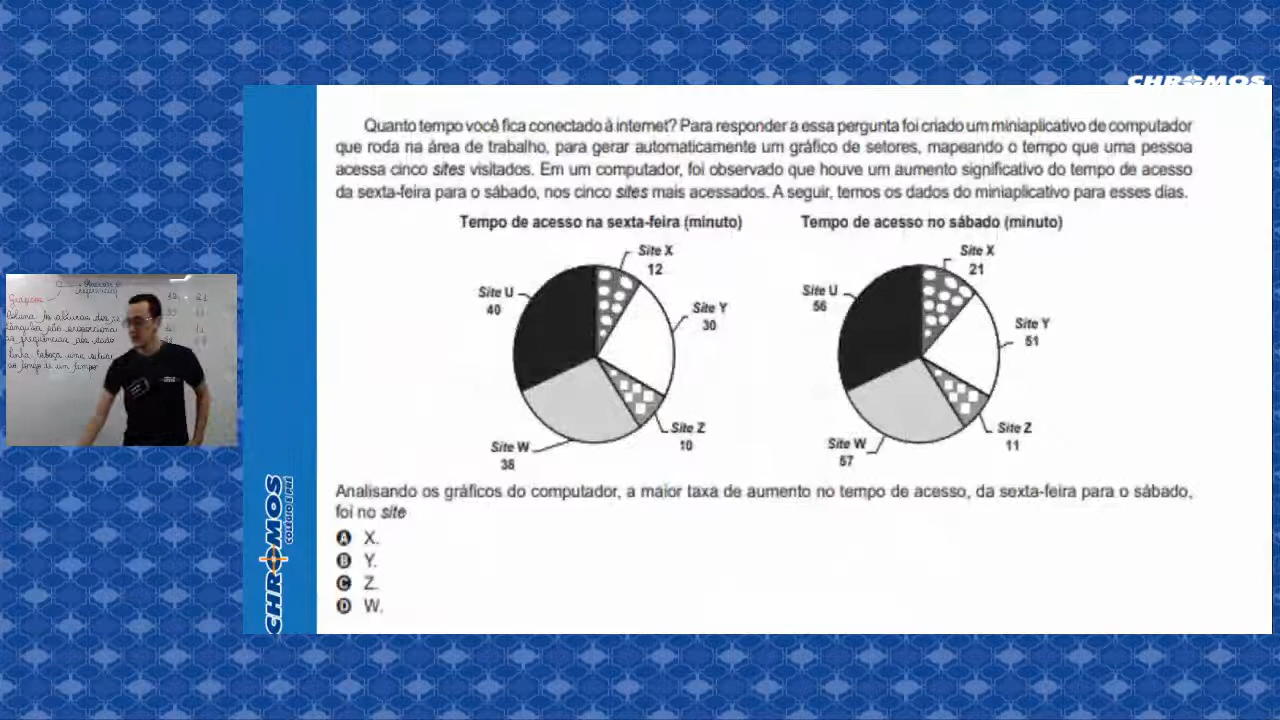 CHROMOS
Quanto tempo você fica conectado à internet? Para responder a essa pergunta foi criado um miniaplicativo de computador
que roda na área de trabalho, para gerar automaticamente um gráfico de setores, mapeando o tempo que uma pessoa
acessa cinco sites visitados. Em um computador, foi observado que houve um aumento significativo do tempo de acesso
da sexta-feira para o sábado, nos cinco sites mais acessados. A seguir, temos os dados do miniaplicativo para esses dias.
Tempo de acesso na sexta-feira (minuto)
Site X
12
Site U
40
Site Y
30
Site Z
10
Site W
38
Tempo de acesso no sábado (minuto)
Site X
21
Site U
56
Site Y
51
Site Z
11
Site W
57
Analisando os gráficos do computador, a maior taxa de aumento no tempo de acesso, da sexta-feira para o sábado,
foi no site
A X.
B Y.
C Z.
D W.
CHROMOS
COLÉGIO E PRÉ
Gráficos